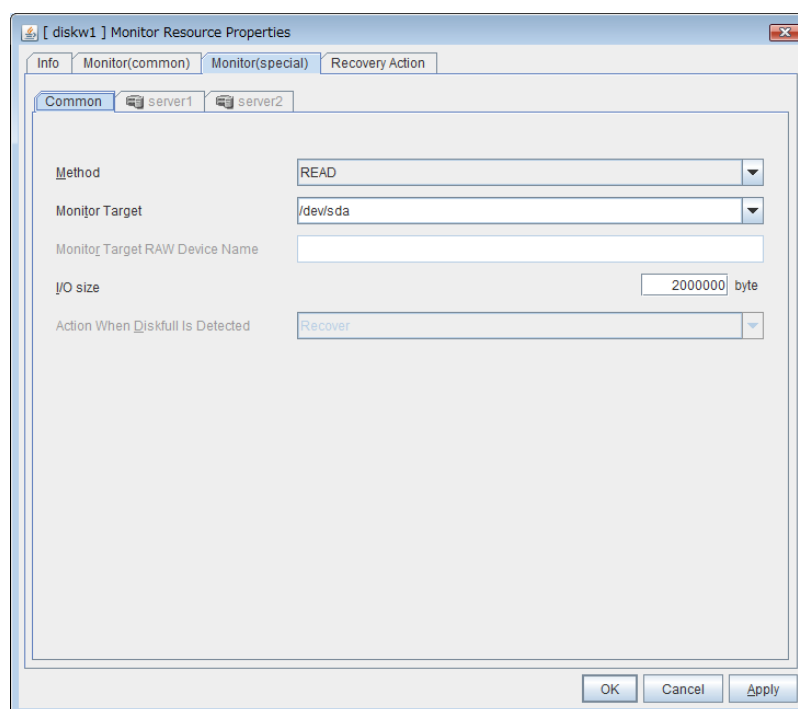 [ diskw1 ] Monitor Resource Properties
Info Monitor(common) Monitor(special) Recovery Action
Common server1 server2
Method READ
Monitor Target /dev/sda
Monitor Target RAW Device Name
I/O size 2000000 byte
Action When Diskfull Is Detected Recover
OK Cancel Apply